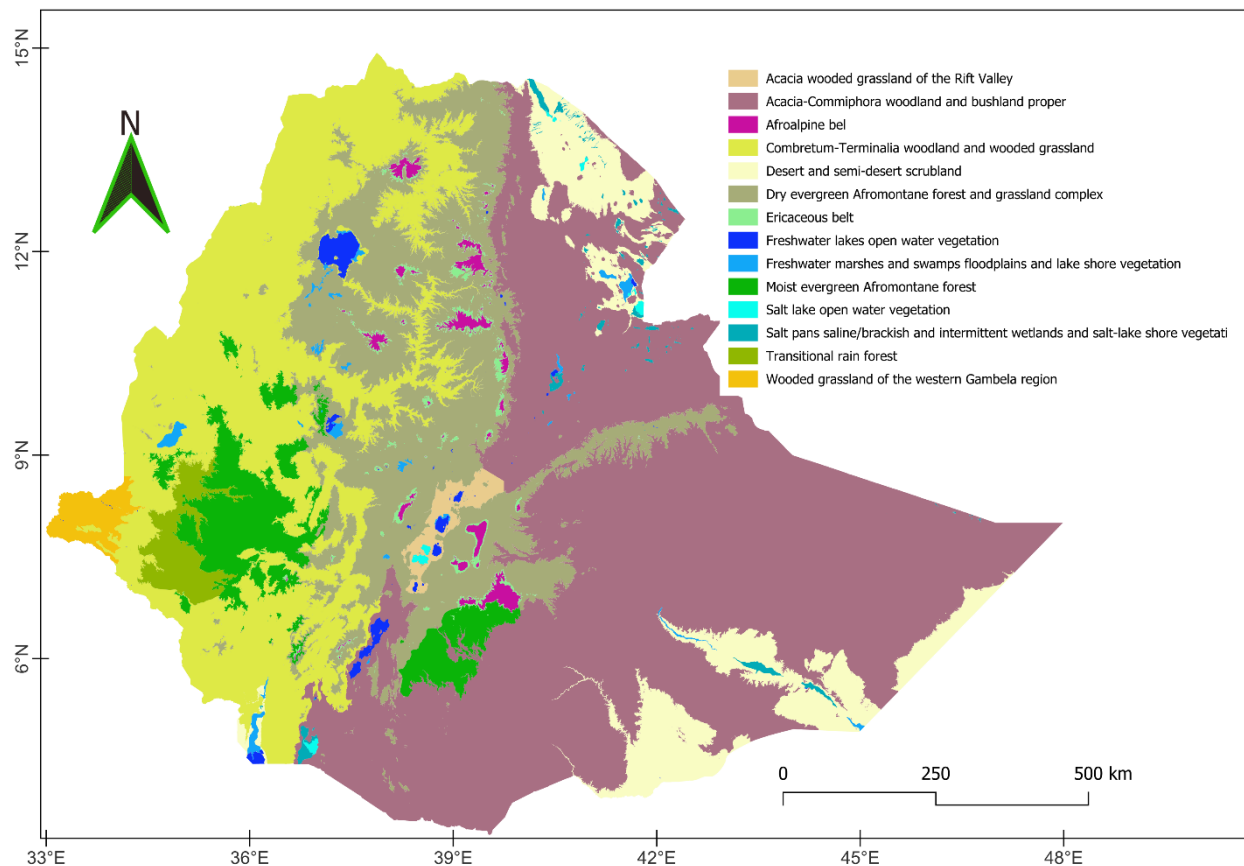 15°N
N
Acacia wooded grassland of the Rift Valley
Acacia-Commiphora woodland and bushland proper
Afroalpine bel
Combretum-Terminalia woodland and wooded grassland
Desert and semi-desert scrubland
Dry evergreen Afromontane forest and grassland complex
Ericaceous belt
12°N
Freshwater lakes open water vegetation
Freshwater marshes and swamps floodplains and lake shore vegetation
Moist evergreen Afromontane forest
Salt lake open water vegetation
Salt pans saline/brackish and intermittent wetlands and salt-lake shore vegetati
Transitional rain forest
Wooded grassland of the western Gambela region
9°N
6°N
0 250 500 km
33°E 36°E 39°E 42°E 45°E 48°E